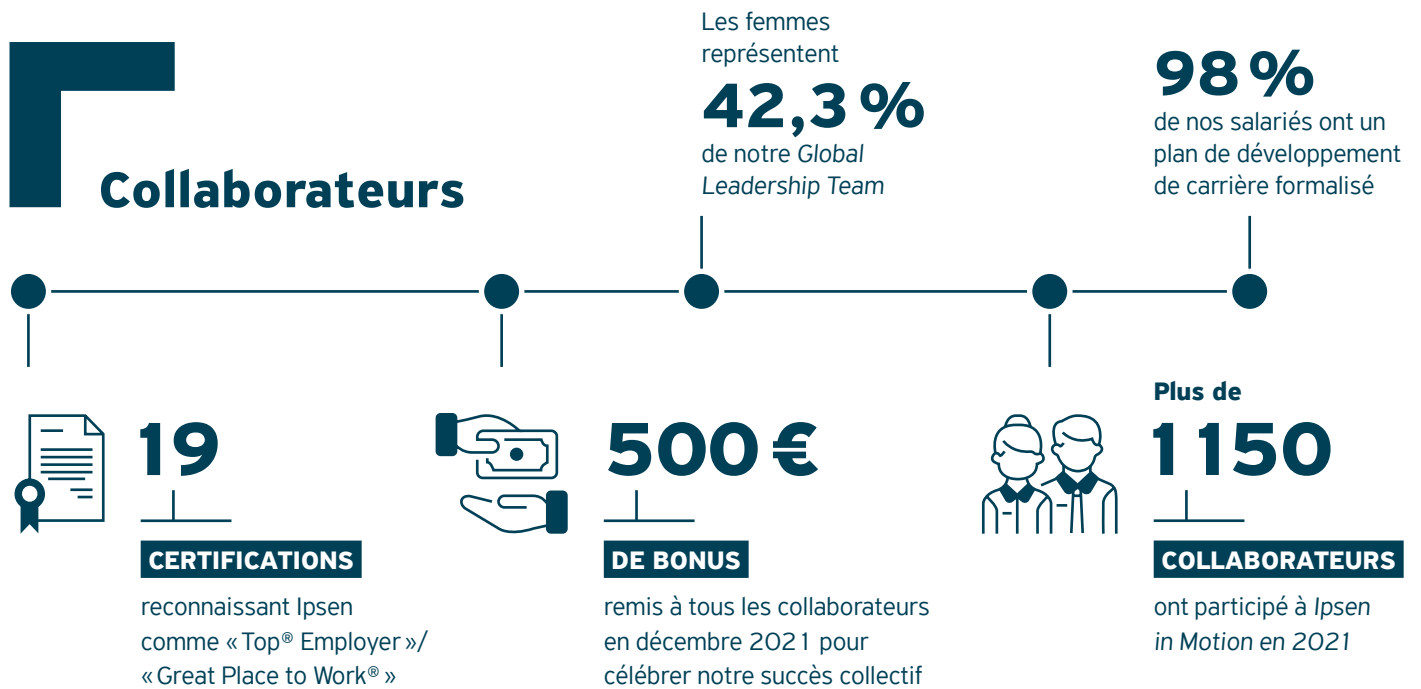 Collaborateurs
Les femmes
représentent
42,3 %
de notre Global
Leadership Team
98 %
de nos salariés ont un
plan de développement
de carrière formalisé
19
CERTIFICATIONS
reconnaissant Ipsen
comme « Top® Employer »/
« Great Place to Work® »
500 €
DE BONUS
remis à tous les collaborateurs
en décembre 2021 pour
célébrer notre succès collectif
Plus de
1 150
COLLABORATEURS
ont participé à Ipsen
in Motion en 2021